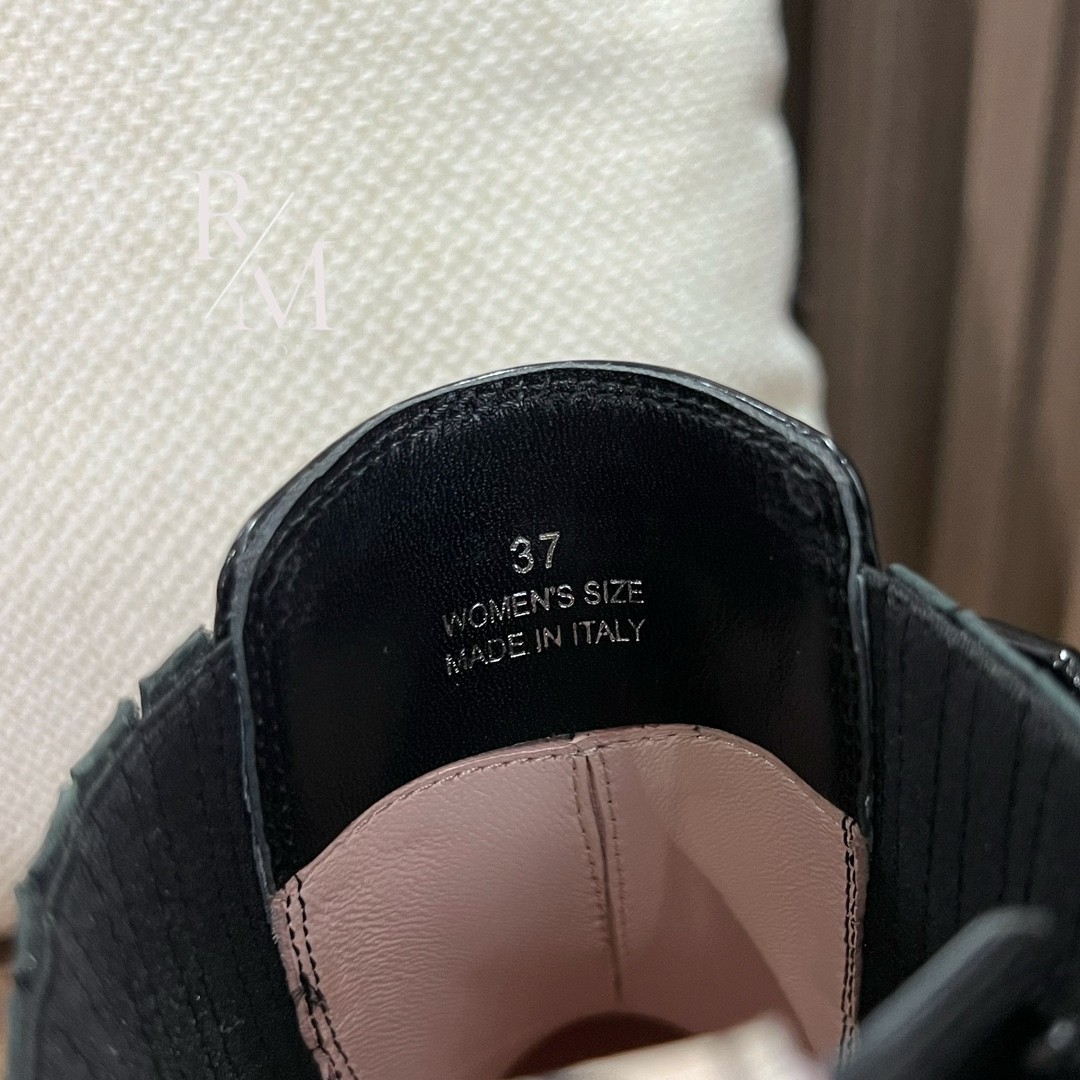 R/M
37
WOMEN'S SIZE
MADE IN ITALY